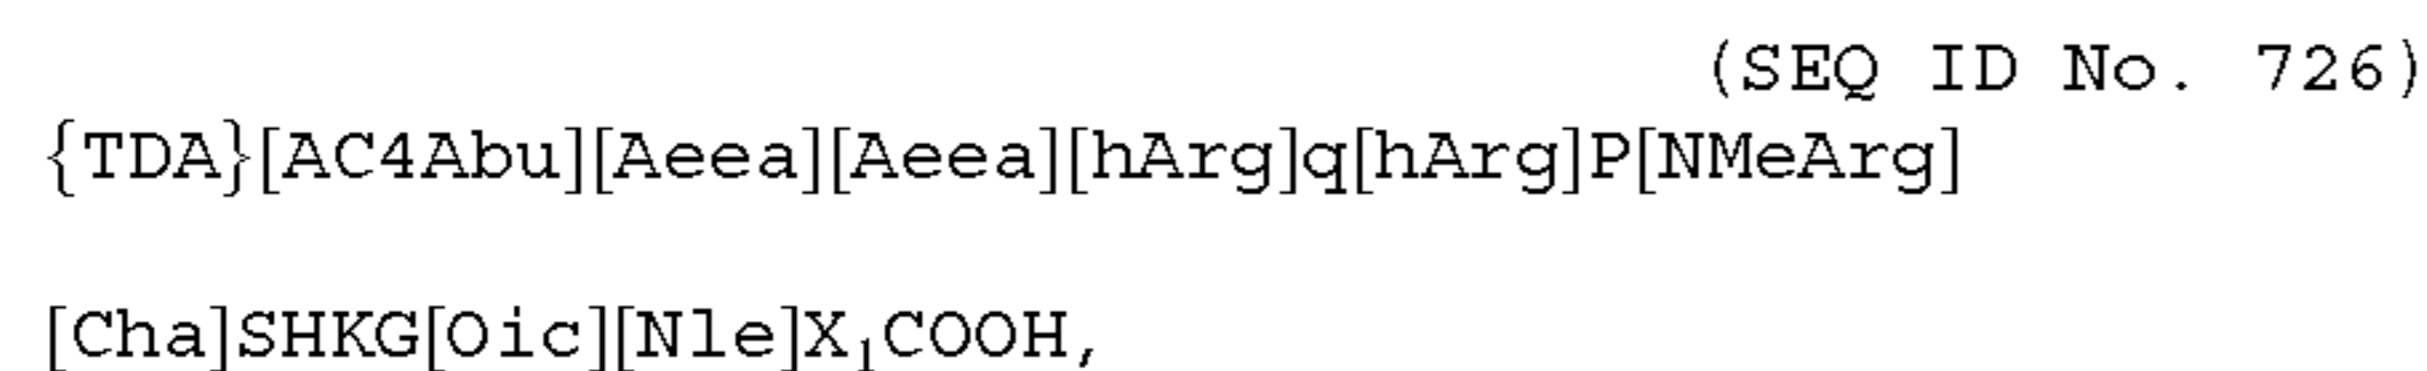 (SEQ ID No. 726)
{TDA}[AC4Abu][Aeea][Aeea][hArg]q[hArg]P[NMeArg]
[Cha]SHKG[Oic][Nle]X₁COOH,